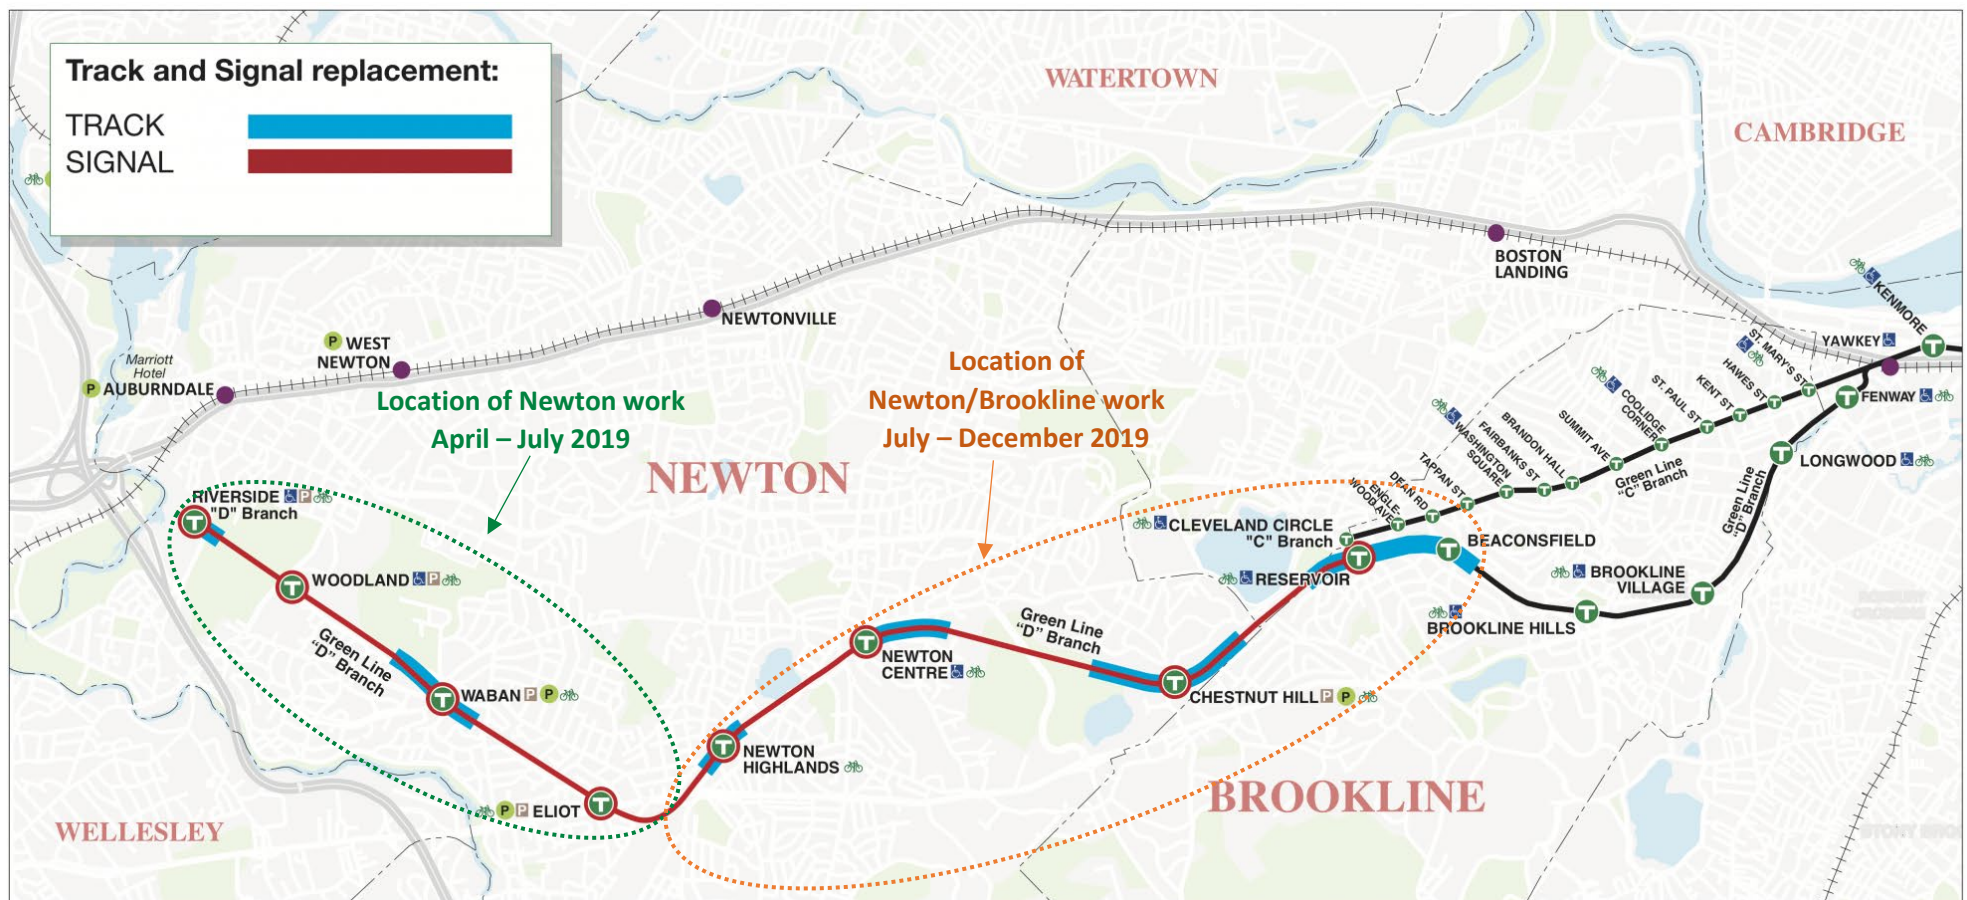 Track and Signal replacement:
TRACK
SIGNAL
WATERTOWN
CAMBRIDGE
BOSTON
LANDING
KENMORE
NEWTONVILLE
P WEST
NEWTON
Marriott
Hotel
P AUBURNDALE
YAWKEY
T
ST. MARY'S ST
HAWES ST
KENT ST
ST. PAUL ST
COOLIDGE
CORNER
SUMMIT AVE
BRANDON HALL
FAIRBANKS ST
WASHINGTON
SQUARE
TAPPAN ST
DEAN RD
ENGLE-
WOOD AVE
T FENWAY
T LONGWOOD
Green Line
"C" Branch
Green Line
"D" Branch
Location of Newton work
April – July 2019
Location of
Newton/Brookline work
July – December 2019
NEWTON
RIVERSIDE P
T "D" Branch
T WOODLAND P
Green Line
"D" Branch
T WABAN P P
P P ELIOT T
T NEWTON
HIGHLANDS
T
NEWTON
CENTRE
Green Line
"D" Branch
T
CHESTNUT HILL P P
CLEVELAND CIRCLE
"C" Branch
RESERVOIR T
T BEACONSFIELD
BROOKLINE
VILLAGE T
T
BROOKLINE HILLS
BROOKLINE
WELLESLEY